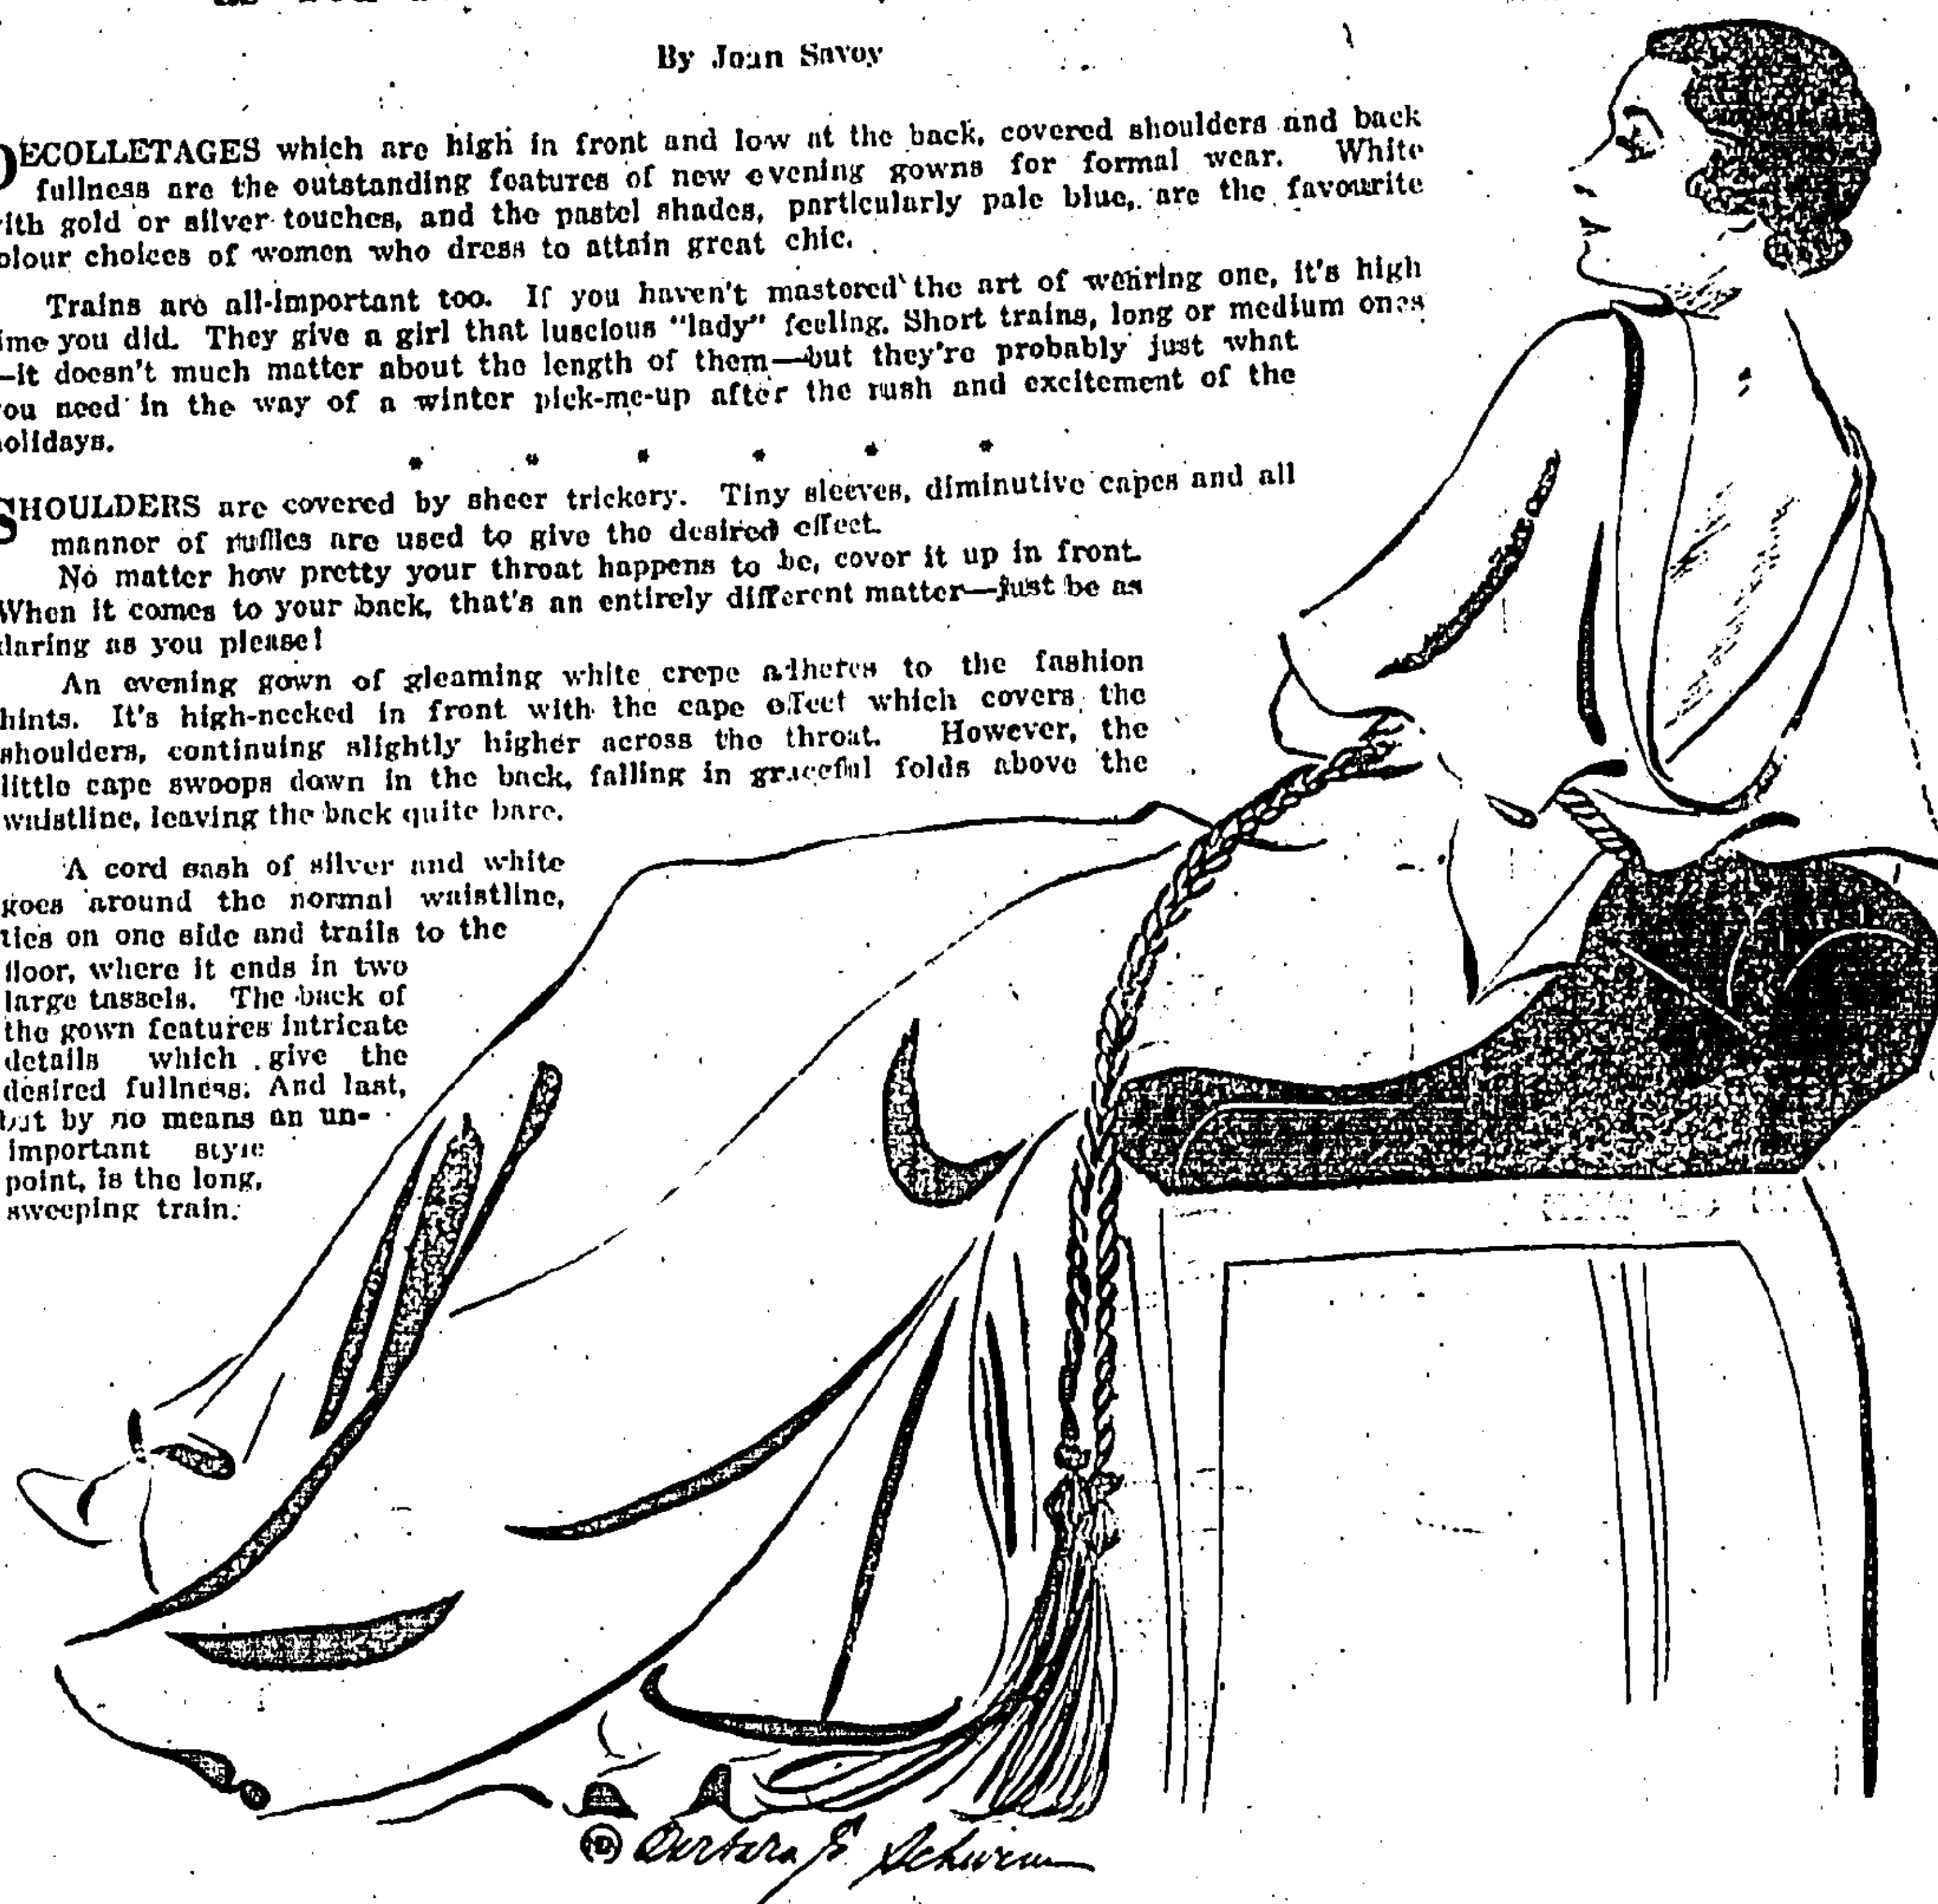 By Joan Savoy
DECOLLETAGES which are high in front and low at the back, covered shoulders and back
fullness are the outstanding features of new evening gowns for formal wear. White
ith gold or silver touches, and the pastel shades, particularly pale blue, are the favourite
olour choices of women who dress to attain great chic.
Trains are all-important too. If you haven't mastered the art of wearing one, it's high
ime you did. They give a girl that luscious "lady" feeling. Short trains, long or medium ones
—it doesn't much matter about the length of them—but they're probably just what
ou need in the way of a winter pick-me-up after the rush and excitement of the
olidays.
* * * * * *
SHOULDERS are covered by sheer trickery. Tiny sleeves, diminutive capes and all
manner of ruffles are used to give the desired effect.
No matter how pretty your throat happens to be, cover it up in front.
When it comes to your back, that's an entirely different matter—just be as
daring as you please!
An evening gown of gleaming white crepe adheres to the fashion
hints. It's high-necked in front with the cape effect which covers the
shoulders, continuing slightly higher across the throat. However, the
little cape swoops down in the back, falling in graceful folds above the
waistline, leaving the back quite bare.
A cord sash of silver and white
goes around the normal waistline,
ties on one side and trails to the
floor, where it ends in two
large tassels. The back of
the gown features intricate
details which give the
desired fullness. And last,
but by no means an un-
important style
point, is the long,
sweeping train.
Barbara E Schwinn